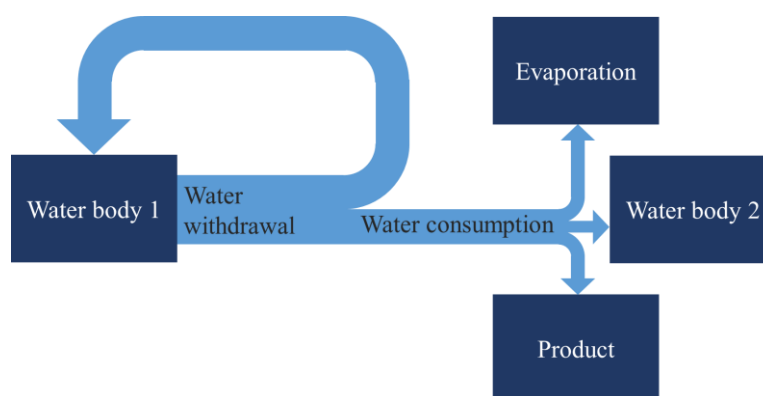 Evaporation
Water body 1
Water
withdrawal
Water consumption
Water body 2
Product